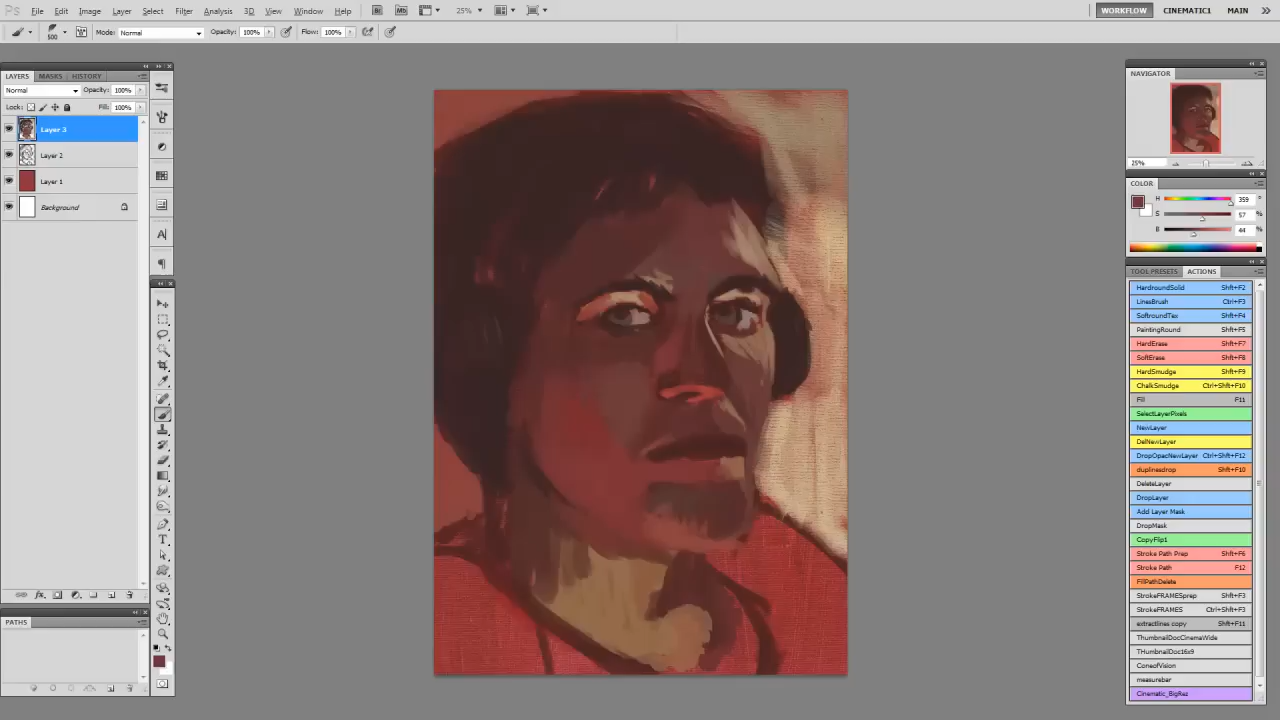 Ps File Edit Image Layer Select Filter Analysis 3D View Window Help Br Mb 25% WORKFLOW CINEMATIC1 MAIN
500 Mode: Normal Opacity: 100% Flow: 100%
LAYERS MASKS HISTORY
Normal Opacity: 100%
Lock: Fill: 100%
Layer 3
Layer 2
Layer 1
Background
PATHS
NAVIGATOR
25%
COLOR
H 359 °
S 57 %
B 44 %
TOOL PRESETS ACTIONS
HardroundSolid Shft+F2
LinesBrush Ctrl+F3
SoftroundTex Shft+F4
PaintingRound Shft+F5
HardErase Shft+F7
SoftErase Shft+F8
HardSmudge Shft+F9
ChalkSmudge Ctrl+Shft+F10
Fill F11
SelectLayerPixels
NewLayer
DelNewLayer
DropOpacNewLayer Ctrl+Shft+F12
duplinesdrop Shft+F10
DeleteLayer
DropLayer
Add Layer Mask
DropMask
CopyFlip1
Stroke Path Prep Shft+F6
Stroke Path F12
FillPathDelete
StrokeFRAMESprep Shft+F3
StrokeFRAMES Ctrl+Shft+F3
extractlines copy Shft+F11
ThumbnailDocCinemaWide
THumbnailDoc16x9
ConeofVision
measurebar
Cinematic_BigRez